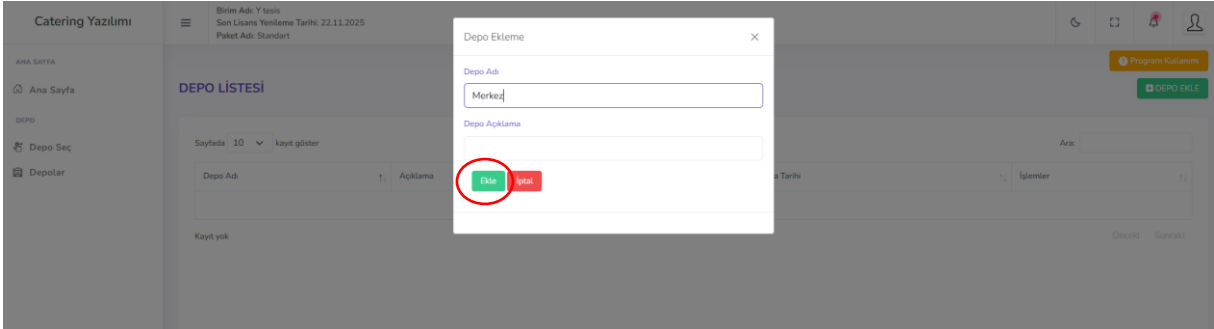 Catering Yazılımı
Birim Adı: Y tesis
Son Lisans Yenileme Tarihi: 22.11.2025
Paket Adı: Standart
ANA SAYFA
Ana Sayfa
DEPO
Depo Seç
Depolar
Program Kullanımı
DEPO LİSTESİ
DEPO EKLE
Sayfada 10 kayıt göster
Ara:
Depo Adı
Açıklama
a Tarihi
İşlemler
Kayıt yok
Önceki Sonraki
Depo Ekleme
Depo Adı
Merkez
Depo Açıklama
Ekle İptal